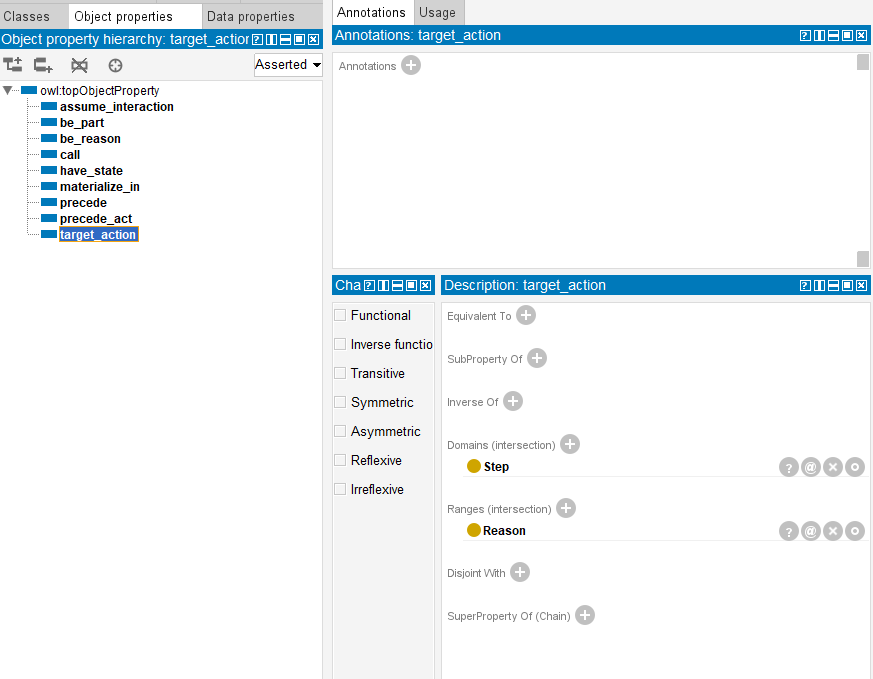 Classes Object properties Data properties
Object property hierarchy: target_action
Asserted
owl:topObjectProperty
assume_interaction
be_part
be_reason
call
have_state
materialize_in
precede
precede_act
target_action
Annotations Usage
Annotations: target_action
Annotations
Cha
Functional
Inverse functio
Transitive
Symmetric
Asymmetric
Reflexive
Irreflexive
Description: target_action
Equivalent To
SubProperty Of
Inverse Of
Domains (intersection)
Step
Ranges (intersection)
Reason
Disjoint With
SuperProperty Of (Chain)